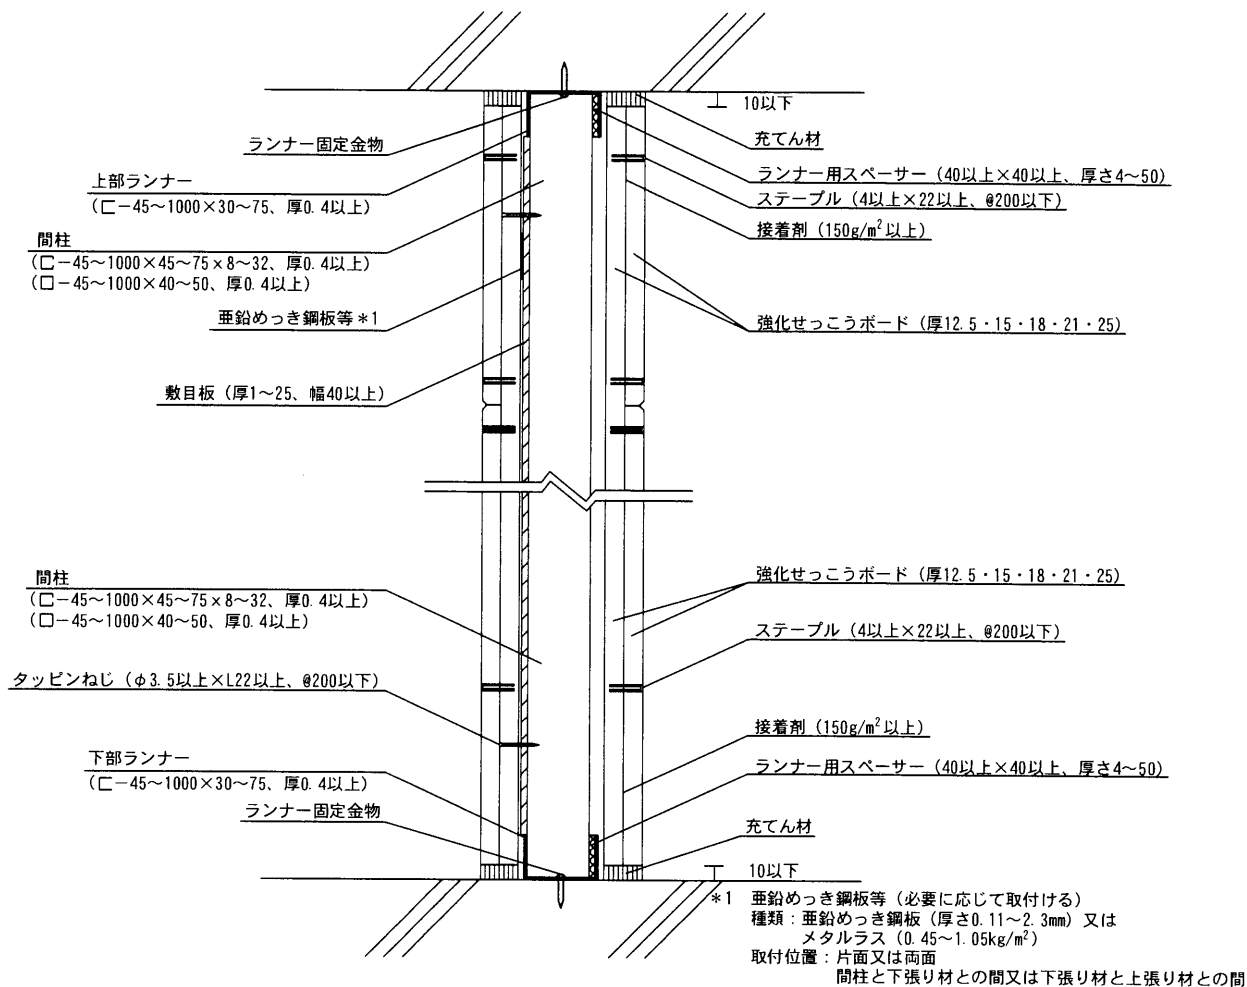 10以下
ランナー固定金物
充てん材
上部ランナー
(匚－45～1000×30～75、厚0.4以上)
ランナー用スペーサー (40以上×40以上、厚さ4～50)
ステープル (4以上×22以上、@200以下)
接着剤 (150g/m²以上)
間柱
(匚－45～1000×45～75×8～32、厚0.4以上)
(口－45～1000×40～50、厚0.4以上)
亜鉛めっき鋼板等＊1
強化せっこうボード (厚12.5・15・18・21・25)
敷目板 (厚1～25、幅40以上)
間柱
(匚－45～1000×45～75×8～32、厚0.4以上)
(口－45～1000×40～50、厚0.4以上)
強化せっこうボード (厚12.5・15・18・21・25)
ステープル (4以上×22以上、@200以下)
タッピンねじ (φ3.5以上×L22以上、@200以下)
接着剤 (150g/m²以上)
下部ランナー
(匚－45～1000×30～75、厚0.4以上)
ランナー用スペーサー (40以上×40以上、厚さ4～50)
ランナー固定金物
充てん材
10以下
＊1 亜鉛めっき鋼板等 (必要に応じて取付ける)
種類：亜鉛めっき鋼板 (厚さ0.11～2.3mm) 又は
メタルラス (0.45～1.05kg/m²)
取付位置：片面又は両面
間柱と下張り材との間又は下張り材と上張り材との間